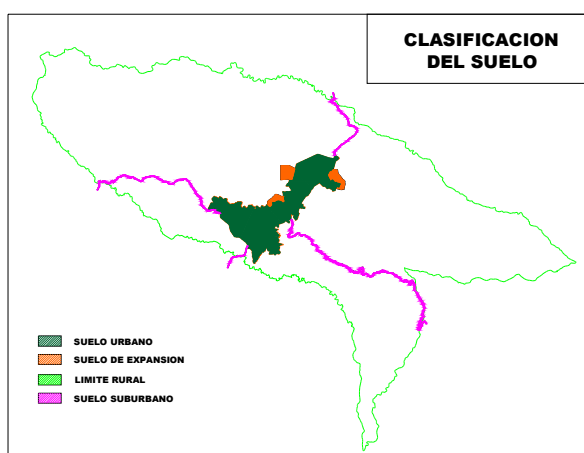 CLASIFICACION
DEL SUELO
SUELO URBANO
SUELO DE EXPANSION
LIMITE RURAL
SUELO SUBURBANO